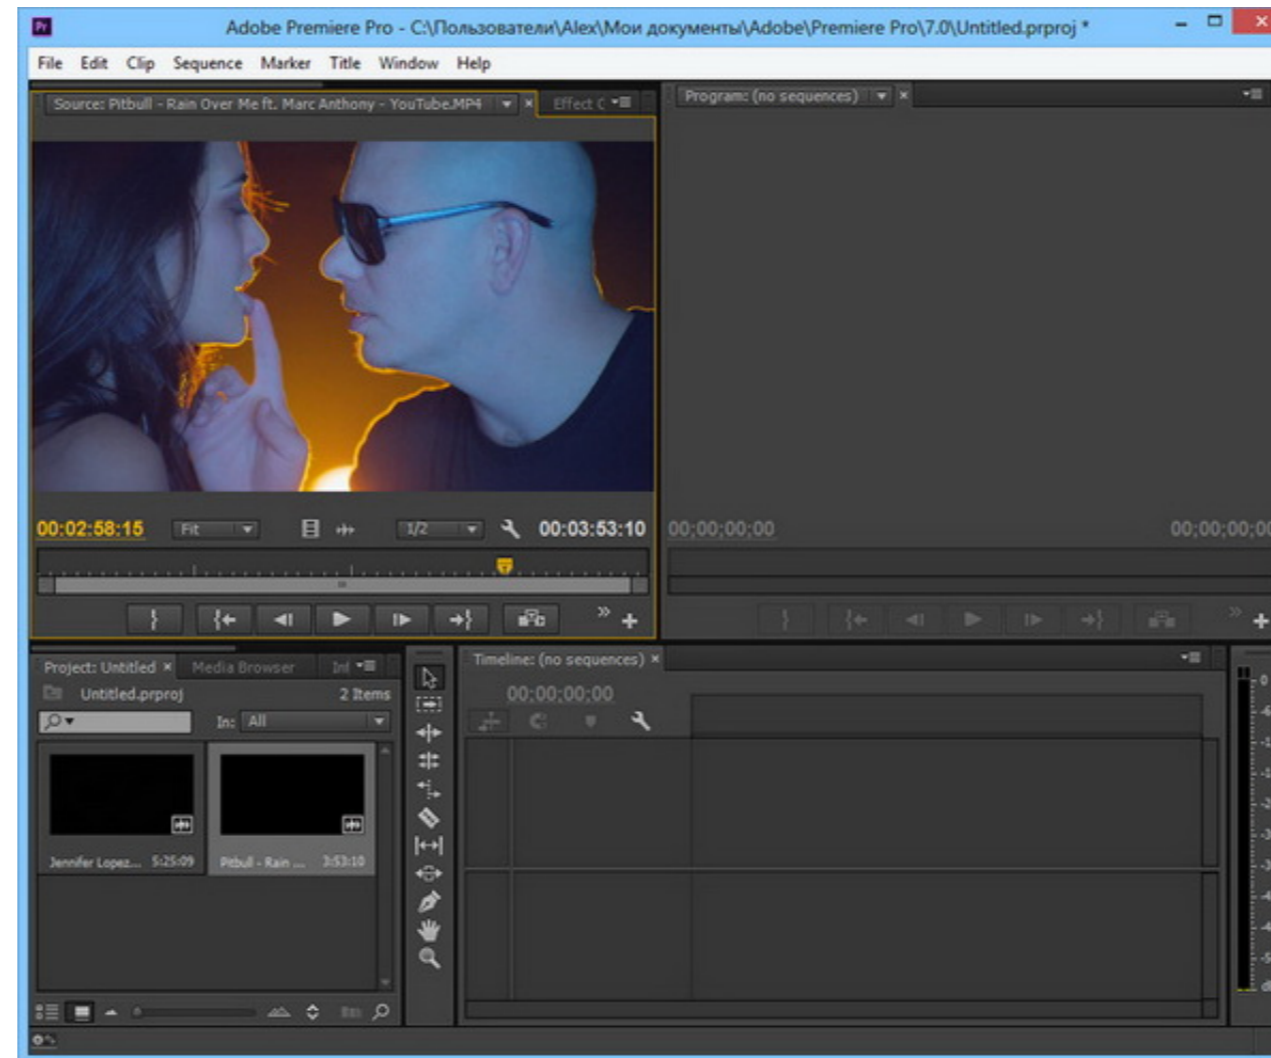 Pr Adobe Premiere Pro - C:\Пользователи\Alex\Мои документы\Adobe\Premiere Pro\7.0\Untitled.prproj *
File Edit Clip Sequence Marker Title Window Help
Source: Pitbull - Rain Over Me ft. Marc Anthony - YouTube.MP4 Effect C
Program: (no sequences)
00:02:58:15 Fit 1/2 00:03:53:10
00;00;00;00 00;00;00;00
Project: Untitled Media Browser
Untitled.prproj 2 Items
In: All
Jennifer Lopez... 5:25:09 Pitbull - Rain ... 3:53:10
Timeline: (no sequences)
00;00;00;00
0